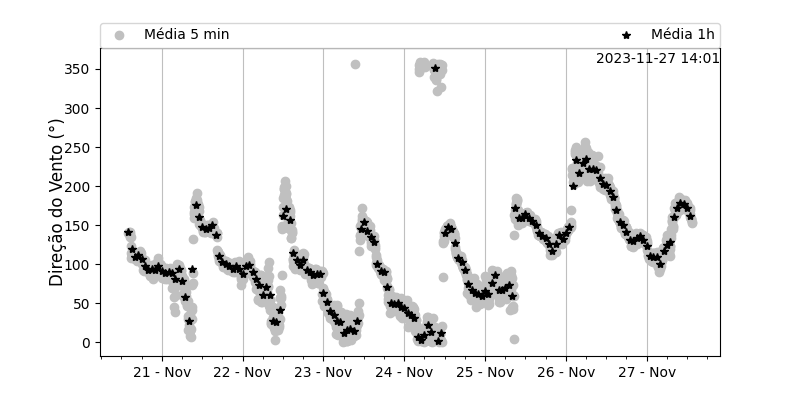 Média 5 min
Média 1h
2023-11-27 14:01
Direção do Vento (°)
350
300
250
200
150
100
50
0
21 - Nov
22 - Nov
23 - Nov
24 - Nov
25 - Nov
26 - Nov
27 - Nov